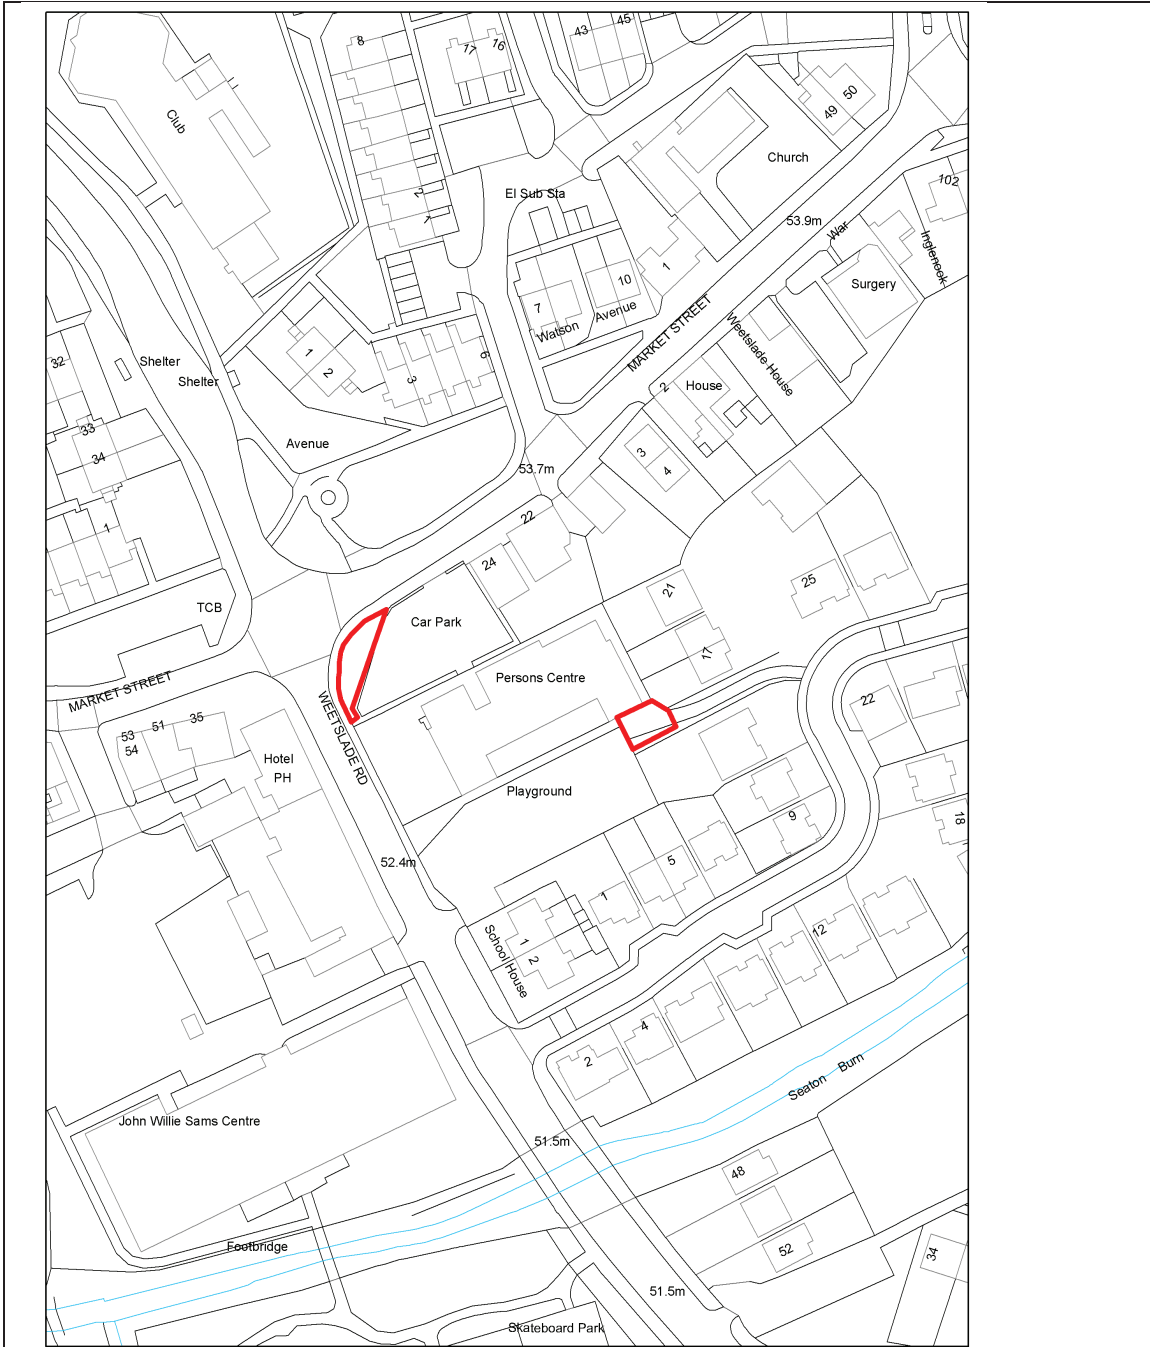 8
17
16
43
45
Club
49
50
Church
2
1
El Sub Sta
53.9m
War
102
Inglenook
Surgery
7
10
1
Watson
Avenue
MARKET STREET
Weetslade House
32
Shelter
Shelter
1
2
3
6
2
House
33
34
Avenue
3
4
53.7m
1
22
24
21
25
TCB
Car Park
17
Persons Centre
MARKET STREET
WEETSLADE RD
22
53
54
51
35
Hotel
PH
Playground
9
18
52.4m
5
1
School House
1
2
12
4
2
Seaton Burn
John Willie Sams Centre
51.5m
48
52
34
Footbridge
51.5m
Skateboard Park